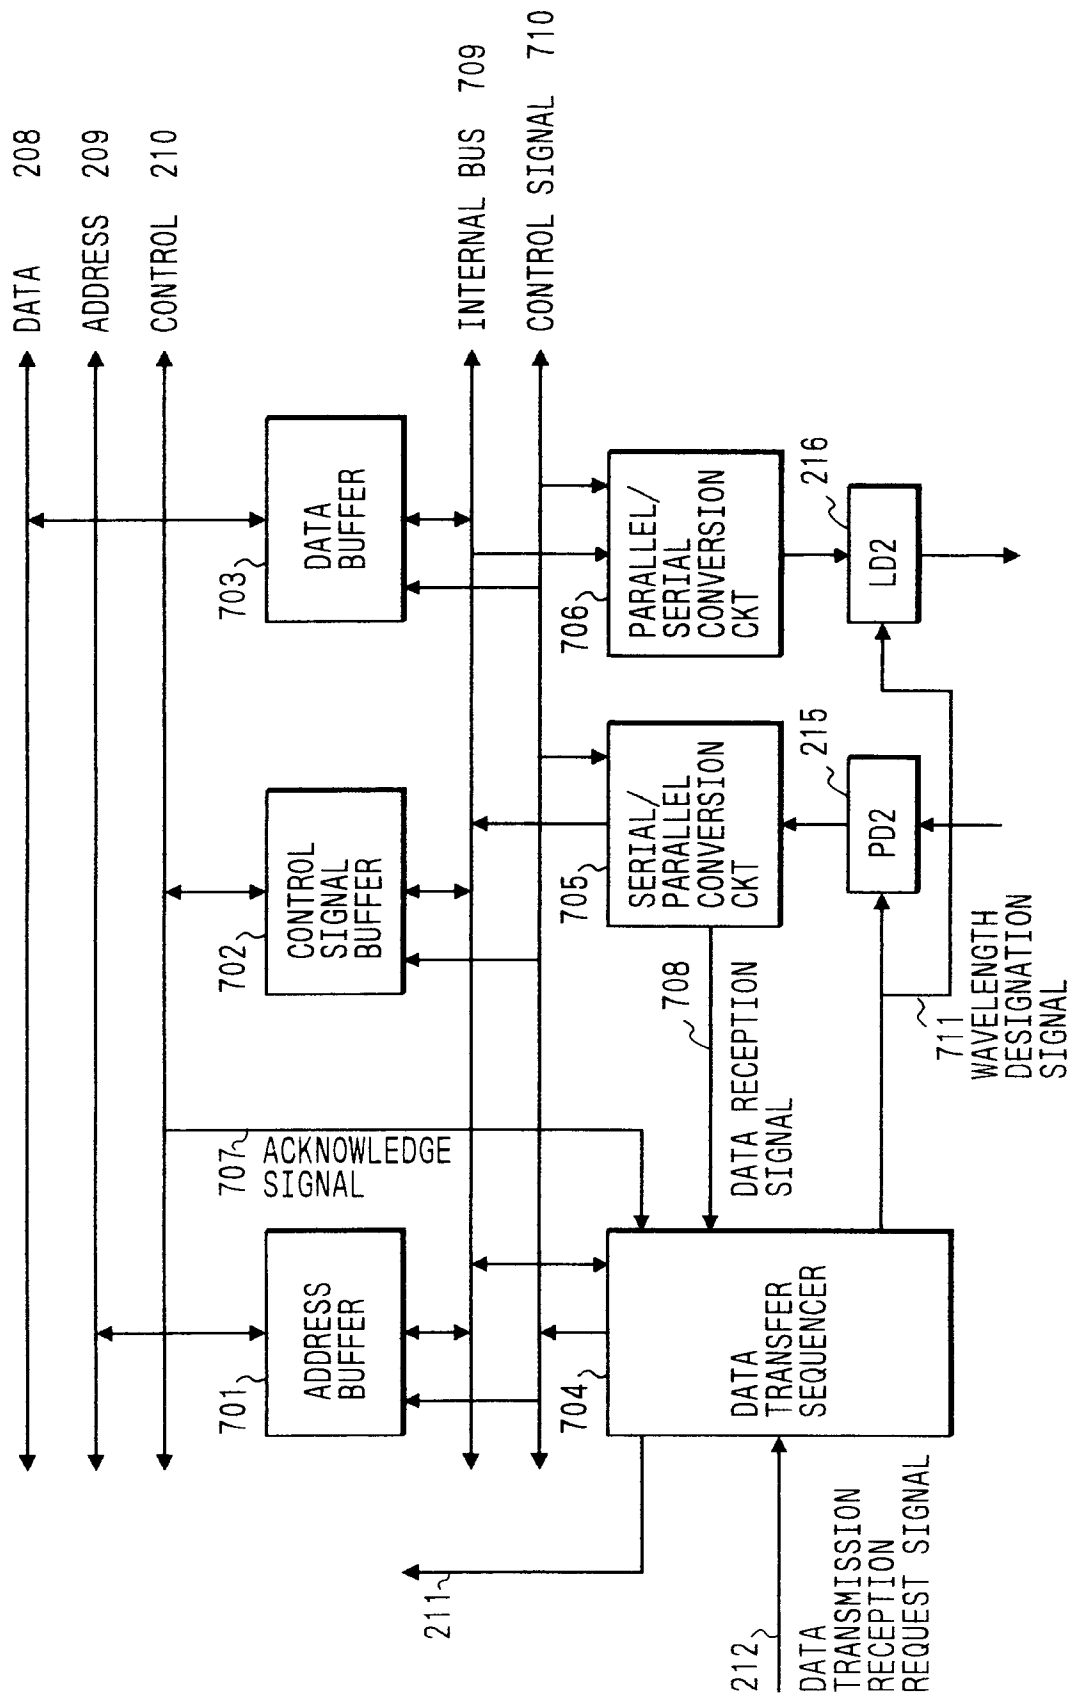 DATA 208
ADDRESS 209
CONTROL 210
703
DATA
BUFFER
702
CONTROL
SIGNAL
BUFFER
707
ACKNOWLEDGE
SIGNAL
701
ADDRESS
BUFFER
INTERNAL BUS 709
CONTROL SIGNAL 710
706
PARALLEL/
SERIAL
CONVERSION
CKT
705
SERIAL/
PARALLEL
CONVERSION
CKT
708
DATA RECEPTION
SIGNAL
704
DATA
TRANSFER
SEQUENCER
216
LD2
215
PD2
711
WAVELENGTH
DESIGNATION
SIGNAL
211
212
DATA
TRANSMISSION
RECEPTION
REQUEST SIGNAL